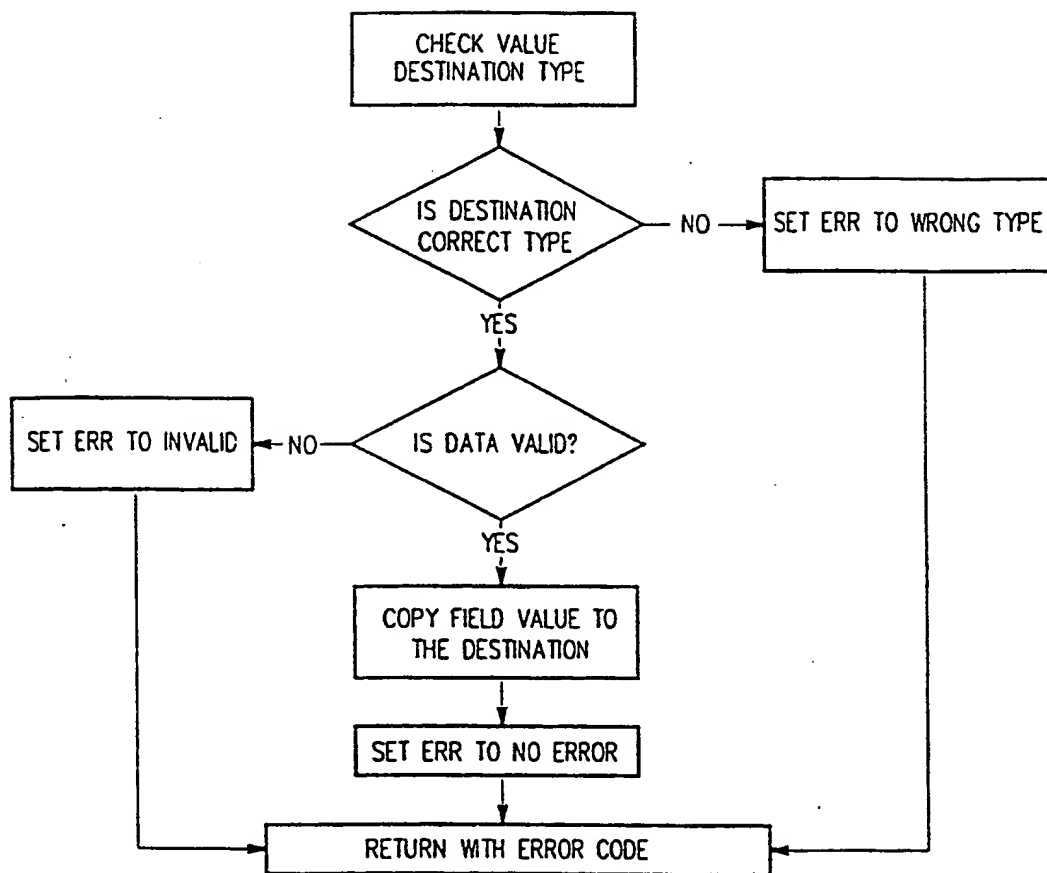 CHECK VALUE
DESTINATION TYPE
IS DESTINATION
CORRECT TYPE
NO
SET ERR TO WRONG TYPE
YES
SET ERR TO INVALID
NO
IS DATA VALID?
YES
COPY FIELD VALUE TO
THE DESTINATION
SET ERR TO NO ERROR
RETURN WITH ERROR CODE